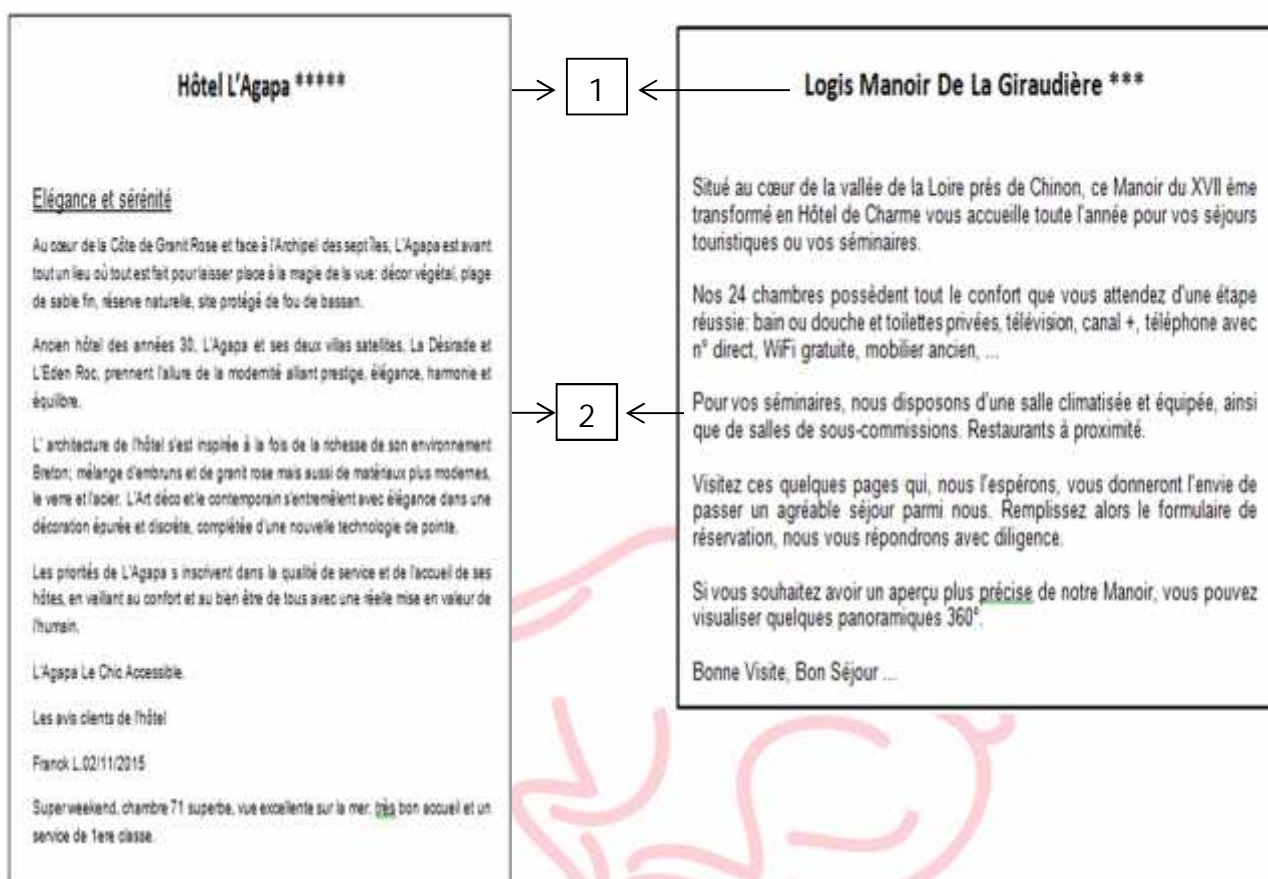 Hôtel L'Agapa *****
Elégance et sérénité
Au cœur de la Côte de Granit Rose et face à l'Archipel des sept îles, L'Agapa est avant
tout un lieu où tout est fait pour laisser place à la magie de la vue: décor végétal, plage
de sable fin, réserve naturelle, site protégé de fou de bassan.
Ancien hôtel des années 30, L'Agapa et ses deux villas satellites, La Désirade et
L'Eden Roc, prennent l'allure de la modernité alliant prestige, élégance, harmonie et
équilibre.
L' architecture de l'hôtel s'est inspirée à la fois de la richesse de son environnement
Breton; mélange d'embruns et de granit rose mais aussi de matériaux plus modernes,
le verre et l'acier. L'Art déco et le contemporain s'entremêlent avec élégance dans une
décoration épurée et discrète, complétée d'une nouvelle technologie de pointe.
Les priorités de L'Agapa s inscrivent dans la qualité de service et de l'accueil de ses
hôtes, en veillant au confort et au bien être de tous avec une réelle mise en valeur de
l'humain.
L'Agapa Le Chic Accessible.
Les avis clients de l'hôtel
Franck L.02/11/2015
Super weekend, chambre 71 superbe, vue excellente sur la mer, très bon accueil et un
service de 1ere classe.
1
2
Logis Manoir De La Giraudière ***
Situé au cœur de la vallée de la Loire près de Chinon, ce Manoir du XVII ème
transformé en Hôtel de Charme vous accueille toute l'année pour vos séjours
touristiques ou vos séminaires.
Nos 24 chambres possèdent tout le confort que vous attendez d'une étape
réussie: bain ou douche et toilettes privées, télévision, canal +, téléphone avec
n° direct, WiFi gratuite, mobilier ancien, ...
Pour vos séminaires, nous disposons d'une salle climatisée et équipée, ainsi
que de salles de sous-commissions. Restaurants à proximité.
Visitez ces quelques pages qui, nous l'espérons, vous donneront l'envie de
passer un agréable séjour parmi nous. Remplissez alors le formulaire de
réservation, nous vous répondrons avec diligence.
Si vous souhaitez avoir un aperçu plus précise de notre Manoir, vous pouvez
visualiser quelques panoramiques 360°.
Bonne Visite, Bon Séjour ...